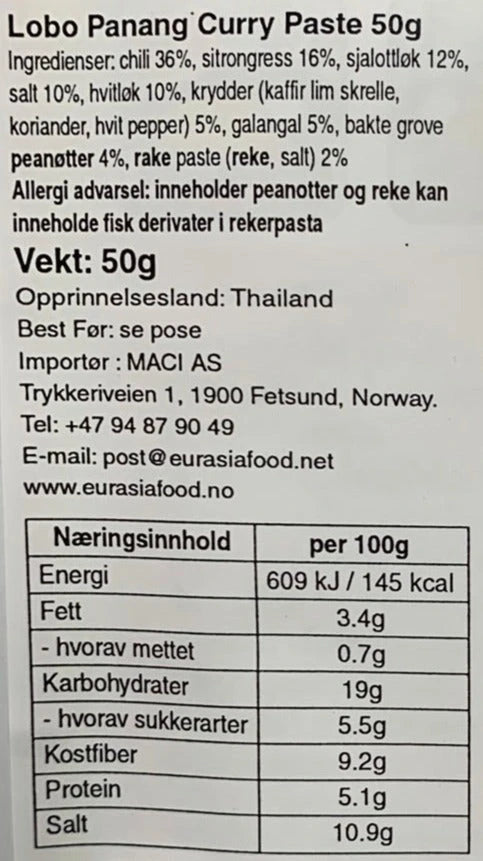 Lobo Panang Curry Paste 50g
Ingredienser: chili 36%, sitrongress 16%, sjalottløk 12%,
salt 10%, hvitløk 10%, krydder (kaffir lim skrelle,
koriander, hvit pepper) 5%, galangal 5%, bakte grove
peanøtter 4%, rake paste (reke, salt) 2%
Allergi advarsel: inneholder peanotter og reke kan
inneholde fisk derivater i rekerpasta
Vekt: 50g
Opprinnelsesland: Thailand
Best Før: se pose
Importør : MACI AS
Trykkeriveien 1, 1900 Fetsund, Norway.
Tel: +47 94 87 90 49
E-mail: post@eurasiafood.net
www.eurasiafood.no
Næringsinnhold per 100g
Energi 609 kJ / 145 kcal
Fett 3.4g
- hvorav mettet 0.7g
Karbohydrater 19g
- hvorav sukkerarter 5.5g
Kostfiber 9.2g
Protein 5.1g
Salt 10.9g